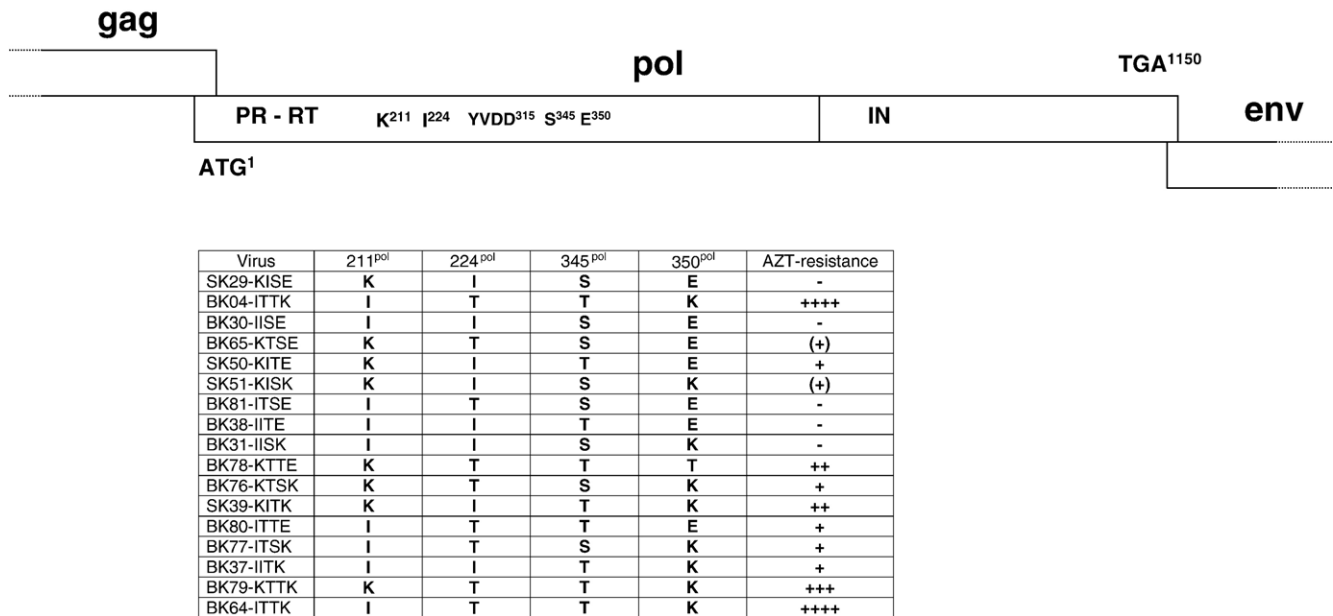 gag
pol
TGA1150
PR - RT K211 I224 YVDD315 S345 E350 IN env
ATG1
Virus 211pol 224pol 345pol 350pol AZT-resistance
SK29-KISE K I S E -
BK04-ITTK I T T K ++++
BK30-IISE I I S E -
BK65-KTSE K T S E (+)
SK50-KITE K I T E +
SK51-KISK K I S K (+)
BK81-ITSE I T S E -
BK38-IITE I I T E -
BK31-IISK I I S K -
BK78-KTTE K T T T ++
BK76-KTSK K T S K +
SK39-KITK K I T K ++
BK80-ITTE I T T E +
BK77-ITSK I T S K +
BK37-IITK I I T K +
BK79-KTTK K T T K +++
BK64-ITTK I T T K ++++